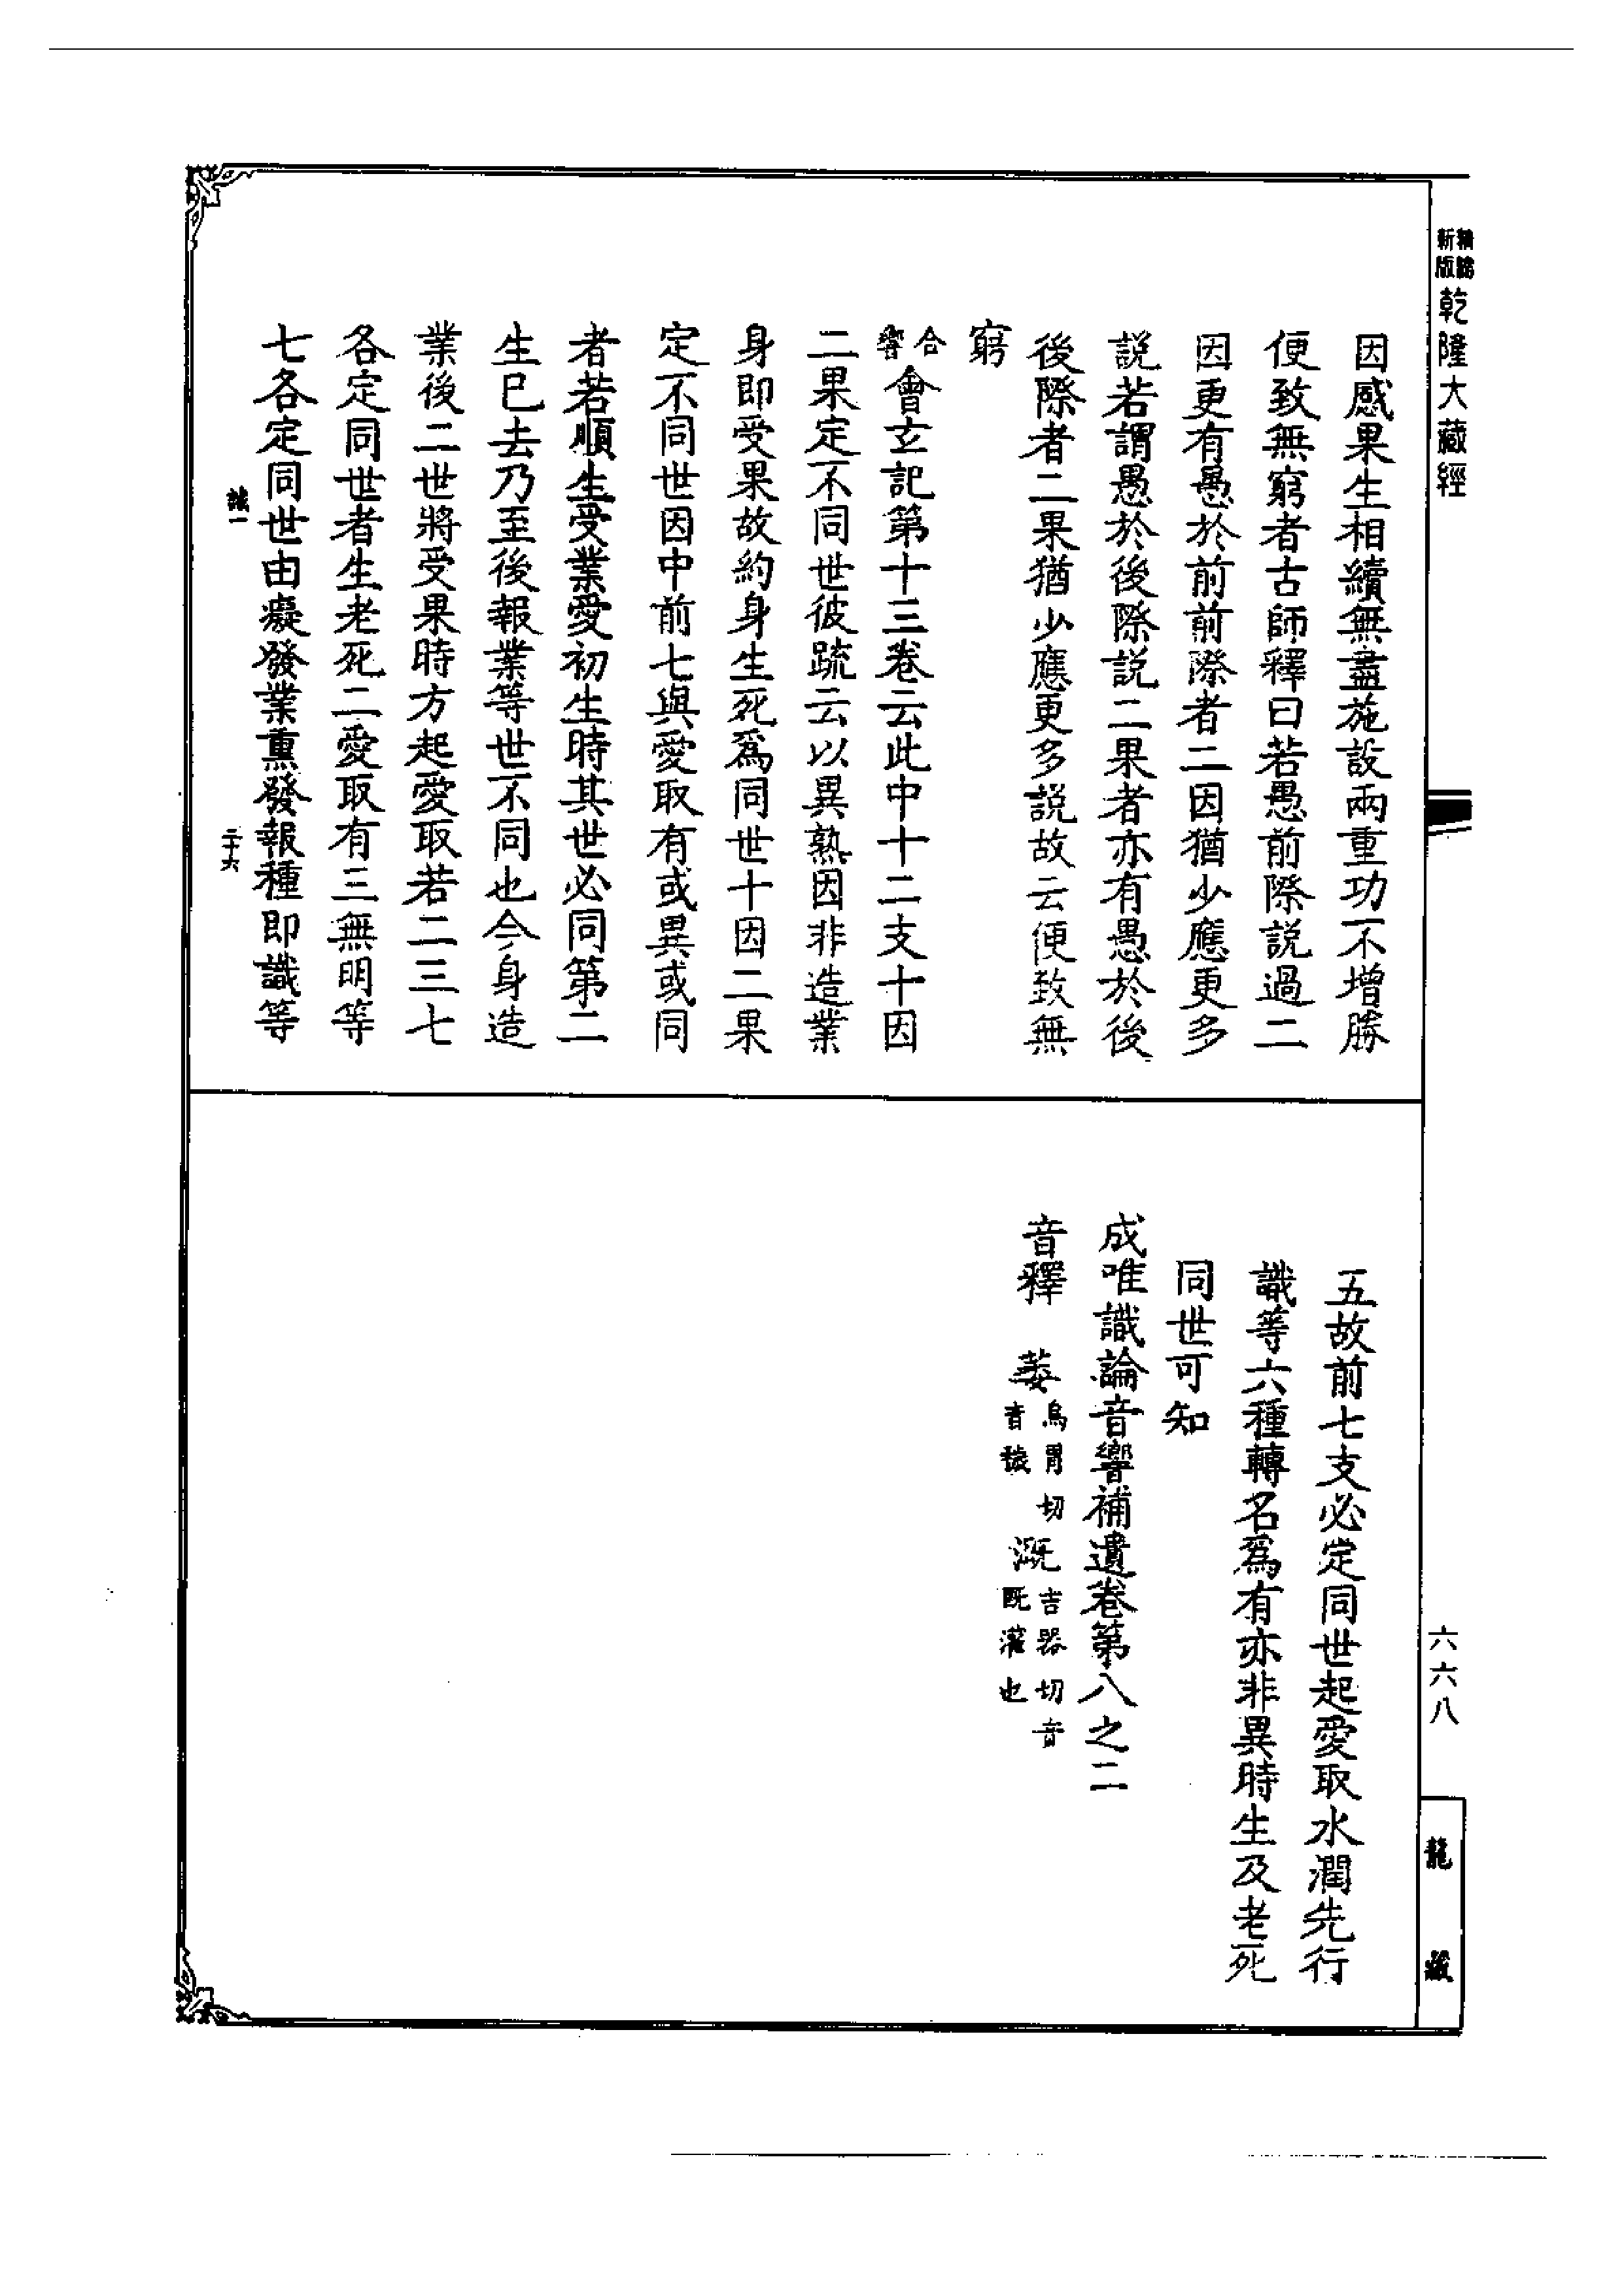 新版精縮乾隆大藏經
因感果生相續無盡施設兩重功不增勝
便致無窮者古師釋曰若愚前際說過二
因更有愚於前前際者二因猶少應更多
說若謂愚於後際說二果者亦有愚於後
後際者二果猶少應更多說故云便致無
窮
合響會玄記第十三卷云此中十二支十因
二果定不同世彼疏云以異熟因非造業
身即受果故約身生死為同世十因二果
定不同世因中前七與愛取有或異或同
者若順生受業愛初生時其世必同第二
生已去乃至後報業等世不同也今身造
業後二世將受果時方起愛取若二三七
各定同世者生老死二愛取有三無明等
七各定同世由癡發業熏發報種即識等
誠一
二十六
五故前七支必定同世起愛取水潤先行
識等六種轉名為有亦非異時生及老死
同世可知
成唯識論音響補遺卷第八之二
音釋 萎烏胃切音穢 溉吉器切音既灌也
六六八
龍藏